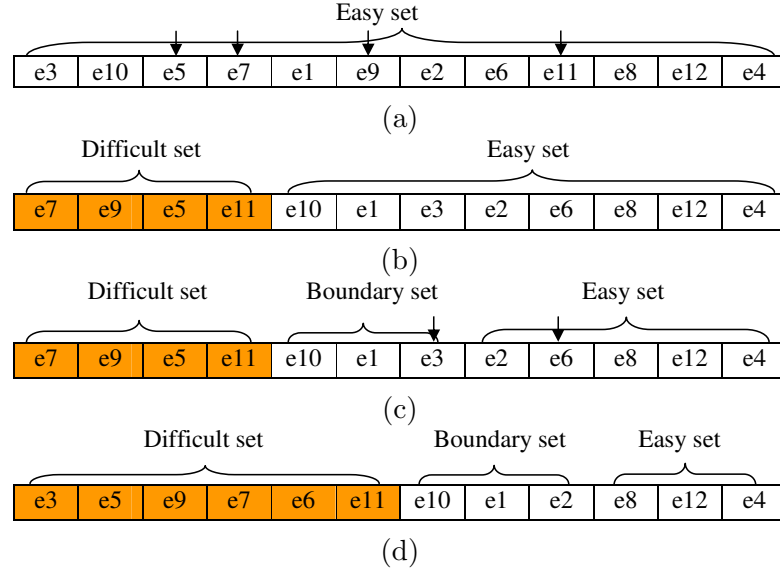 Easy set
e3 e10 e5 e7 e1 e9 e2 e6 e11 e8 e12 e4
(a)
Difficult set Easy set
e7 e9 e5 e11 e10 e1 e3 e2 e6 e8 e12 e4
(b)
Difficult set Boundary set Easy set
e7 e9 e5 e11 e10 e1 e3 e2 e6 e8 e12 e4
(c)
Difficult set Boundary set Easy set
e3 e5 e9 e7 e6 e11 e10 e1 e2 e8 e12 e4
(d)